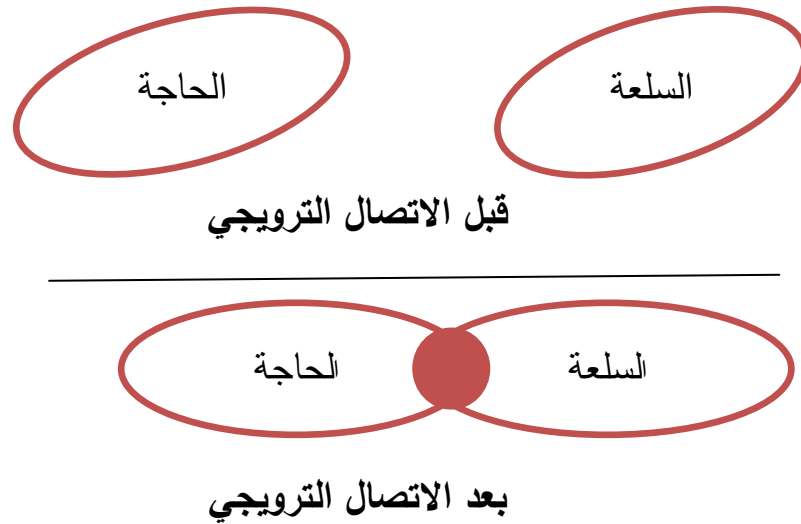 السلعة
الحاجة
قبل الاتصال الترويجي
السلعة
الحاجة
بعد الاتصال الترويجي